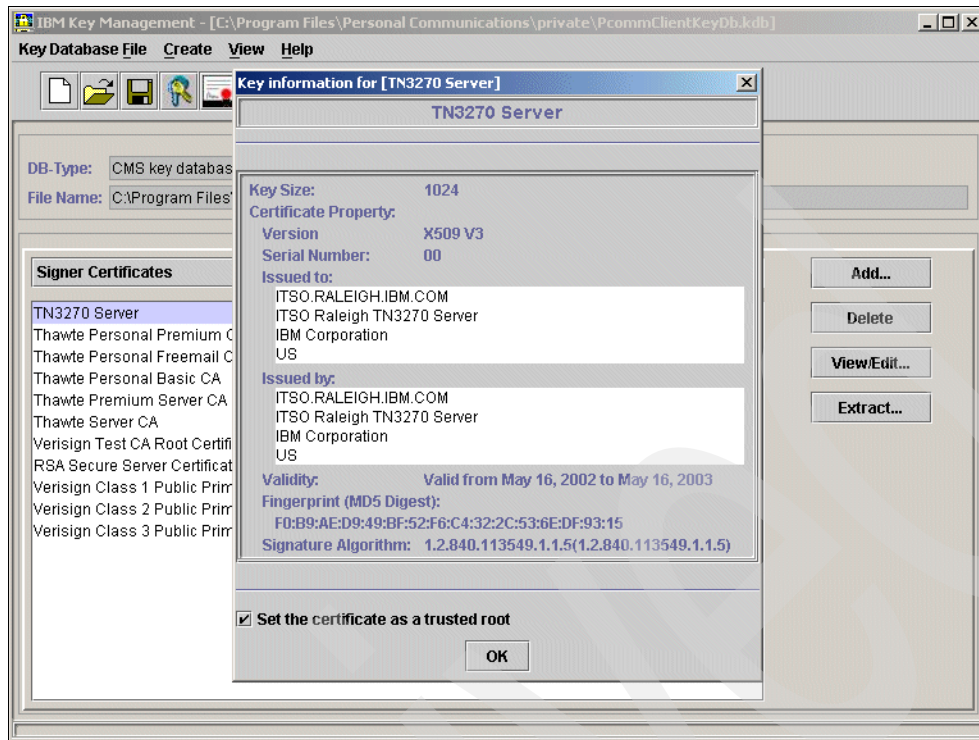 IBM Key Management - [C:\Program Files\Personal Communications\private\PcommClientKeyDb.kdb]
Key Database File Create View Help
Key information for [TN3270 Server]
TN3270 Server
DB-Type: CMS key databas
File Name: C:\Program Files
Key Size: 1024
Certificate Property:
Version X509 V3
Serial Number: 00
Issued to:
ITSO.RALEIGH.IBM.COM
ITSO Raleigh TN3270 Server
IBM Corporation
US
Issued by:
ITSO.RALEIGH.IBM.COM
ITSO Raleigh TN3270 Server
IBM Corporation
US
Validity: Valid from May 16, 2002 to May 16, 2003
Fingerprint (MD5 Digest):
F0:B9:AE:D9:49:BF:52:F6:C4:32:2C:53:6E:DF:93:15
Signature Algorithm: 1.2.840.113549.1.1.5(1.2.840.113549.1.1.5)
Set the certificate as a trusted root
OK
Signer Certificates
TN3270 Server
Thawte Personal Premium C
Thawte Personal Freemail C
Thawte Personal Basic CA
Thawte Premium Server CA
Thawte Server CA
Verisign Test CA Root Certifi
RSA Secure Server Certificat
Verisign Class 1 Public Prim
Verisign Class 2 Public Prim
Verisign Class 3 Public Prim
Add...
Delete
View/Edit...
Extract...